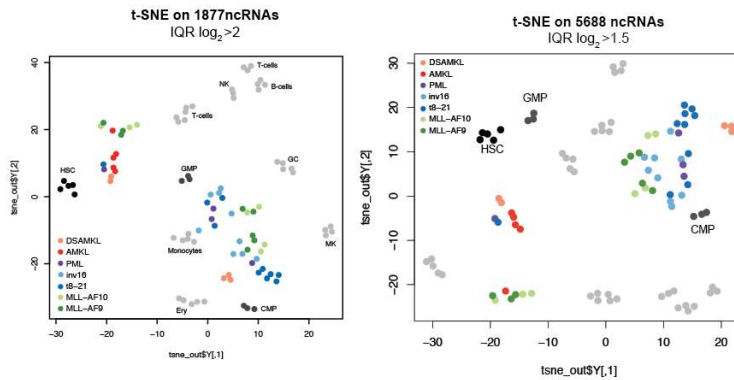 t-SNE on 1877ncRNAs
IQR log2>2
tsne_out$Y[,2]
40
20
0
−20
T-cells
NK
B-cells
T-cells
HSC
GMP
GC
Monocytes
MK
Ery
CMP
DSAMKL
AMKL
PML
inv16
t8−21
MLL−AF10
MLL−AF9
−30
−20
−10
0
10
20
tsne_out$Y[,1]
t-SNE on 5688 ncRNAs
IQR log2>1.5
tsne_out$Y[,2]
30
20
10
0
−10
−20
DSAMKL
AMKL
PML
inv16
t8−21
MLL−AF10
MLL−AF9
GMP
HSC
CMP
−30
−20
−10
0
10
20
tsne_out$Y[,1]